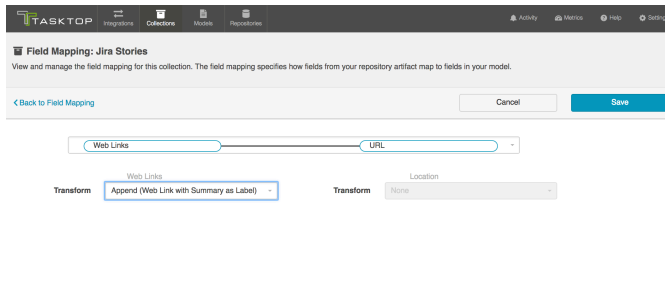 TASKTOP Integrations Collections Models Repositories Activity Metrics Help Setting
Field Mapping: Jira Stories
View and manage the field mapping for this collection. The field mapping specifies how fields from your repository artifact map to fields in your model.
Back to Field Mapping Cancel Save
Web Links URL
Web Links Location
Transform Append (Web Link with Summary as Label) Transform None